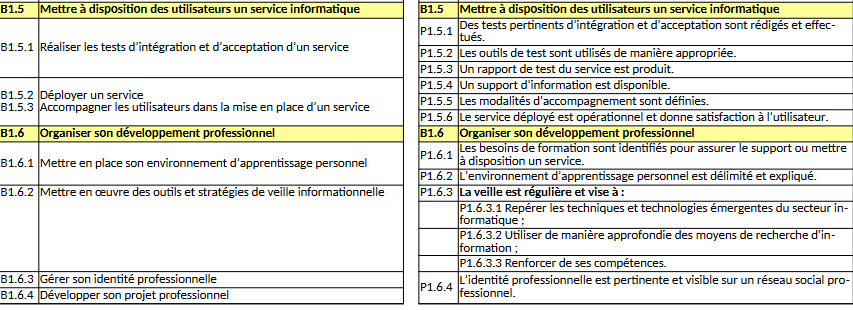 B1.5 Mettre à disposition des utilisateurs un service informatique
B1.5.1 Réaliser les tests d'intégration et d'acceptation d'un service
B1.5.2 Déployer un service
B1.5.3 Accompagner les utilisateurs dans la mise en place d'un service
B1.6 Organiser son développement professionnel
B1.6.1 Mettre en place son environnement d'apprentissage personnel
B1.6.2 Mettre en œuvre des outils et stratégies de veille informationnelle
B1.6.3 Gérer son identité professionnelle
B1.6.4 Développer son projet professionnel
B1.5 Mettre à disposition des utilisateurs un service informatique
P1.5.1 Des tests pertinents d'intégration et d'acceptation sont rédigés et effec-
tués.
P1.5.2 Les outils de test sont utilisés de manière appropriée.
P1.5.3 Un rapport de test du service est produit.
P1.5.4 Un support d'information est disponible.
P1.5.5 Les modalités d'accompagnement sont définies.
P1.5.6 Le service déployé est opérationnel et donne satisfaction à l'utilisateur.
B1.6 Organiser son développement professionnel
P1.6.1 Les besoins de formation sont identifiés pour assurer le support ou mettre
à disposition un service.
P1.6.2 L'environnement d'apprentissage personnel est délimité et expliqué.
P1.6.3 La veille est régulière et vise à :
P1.6.3.1 Repérer les techniques et technologies émergentes du secteur in-
formatique ;
P1.6.3.2 Utiliser de manière approfondie des moyens de recherche d'in-
formation ;
P1.6.3.3 Renforcer de ses compétences.
P1.6.4 L'identité professionnelle est pertinente et visible sur un réseau social pro-
fessionnel.